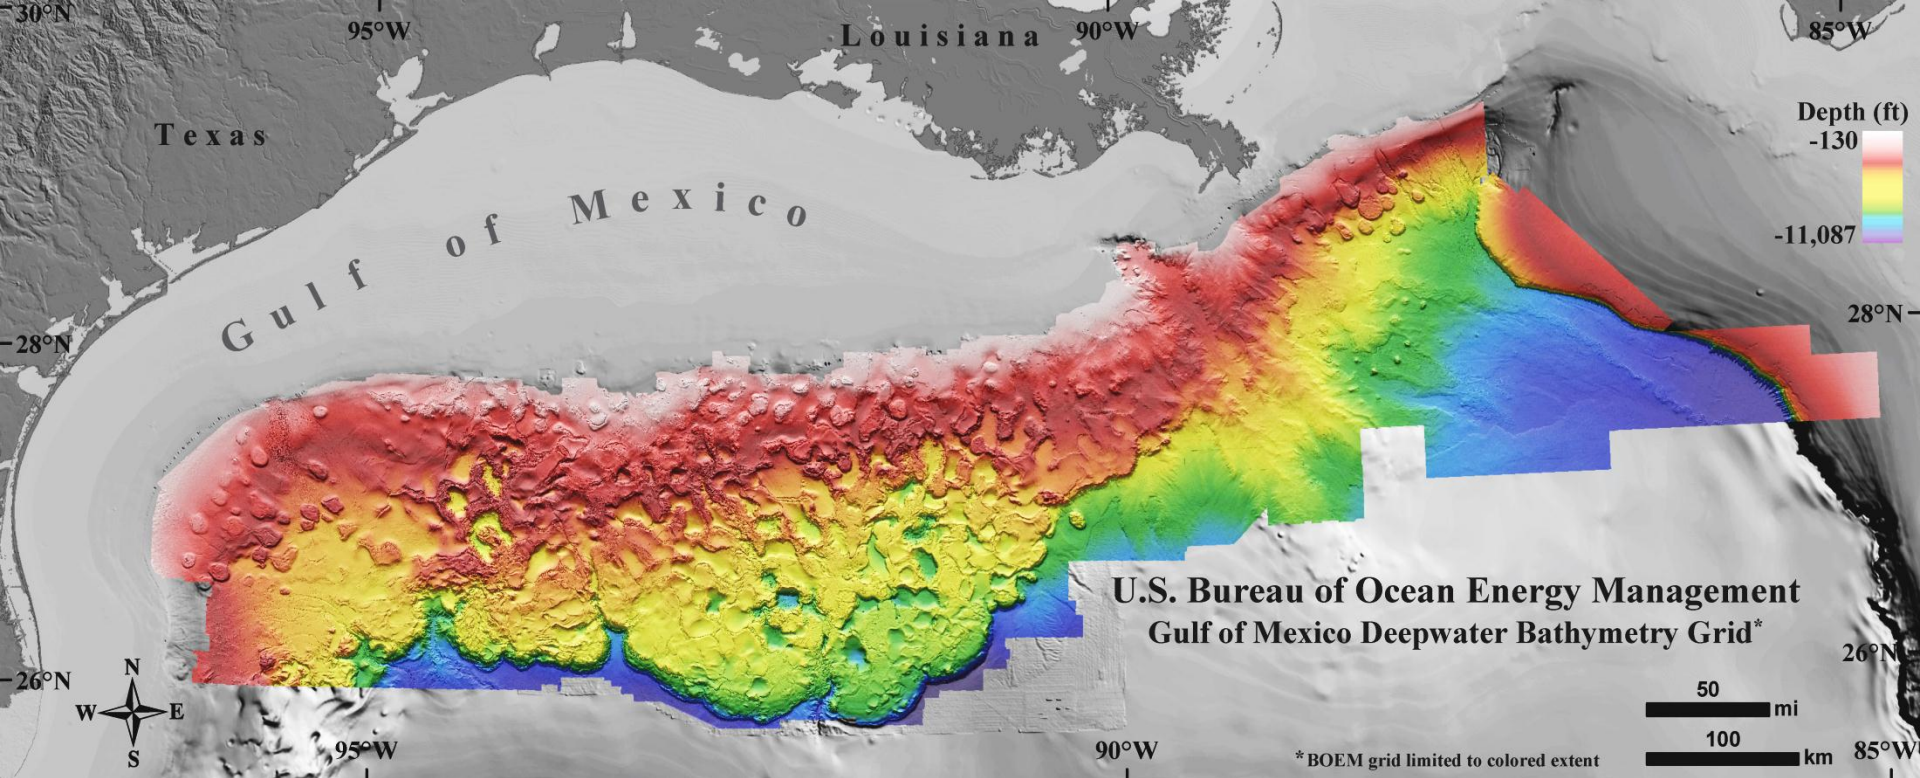 30°N
95°W
Louisiana
90°W
85°W
Texas
Depth (ft)
-130
-11,087
Gulf of Mexico
28°N
28°N
U.S. Bureau of Ocean Energy Management
Gulf of Mexico Deepwater Bathymetry Grid*
26°N
26°N
N
W
E
S
50
mi
100
km
95°W
90°W
85°W
*BOEM grid limited to colored extent